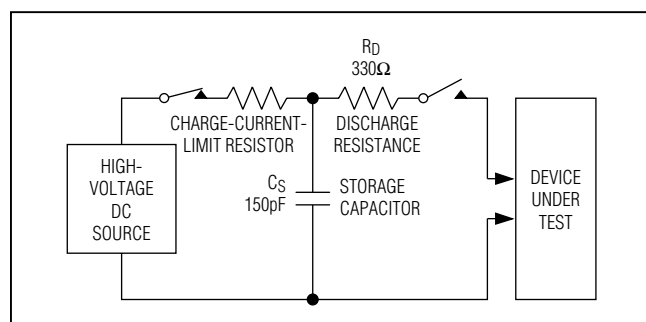 RD
330Ω
CHARGE-CURRENT-
LIMIT RESISTOR
DISCHARGE
RESISTANCE
HIGH-
VOLTAGE
DC
SOURCE
CS
150pF
STORAGE
CAPACITOR
DEVICE
UNDER
TEST